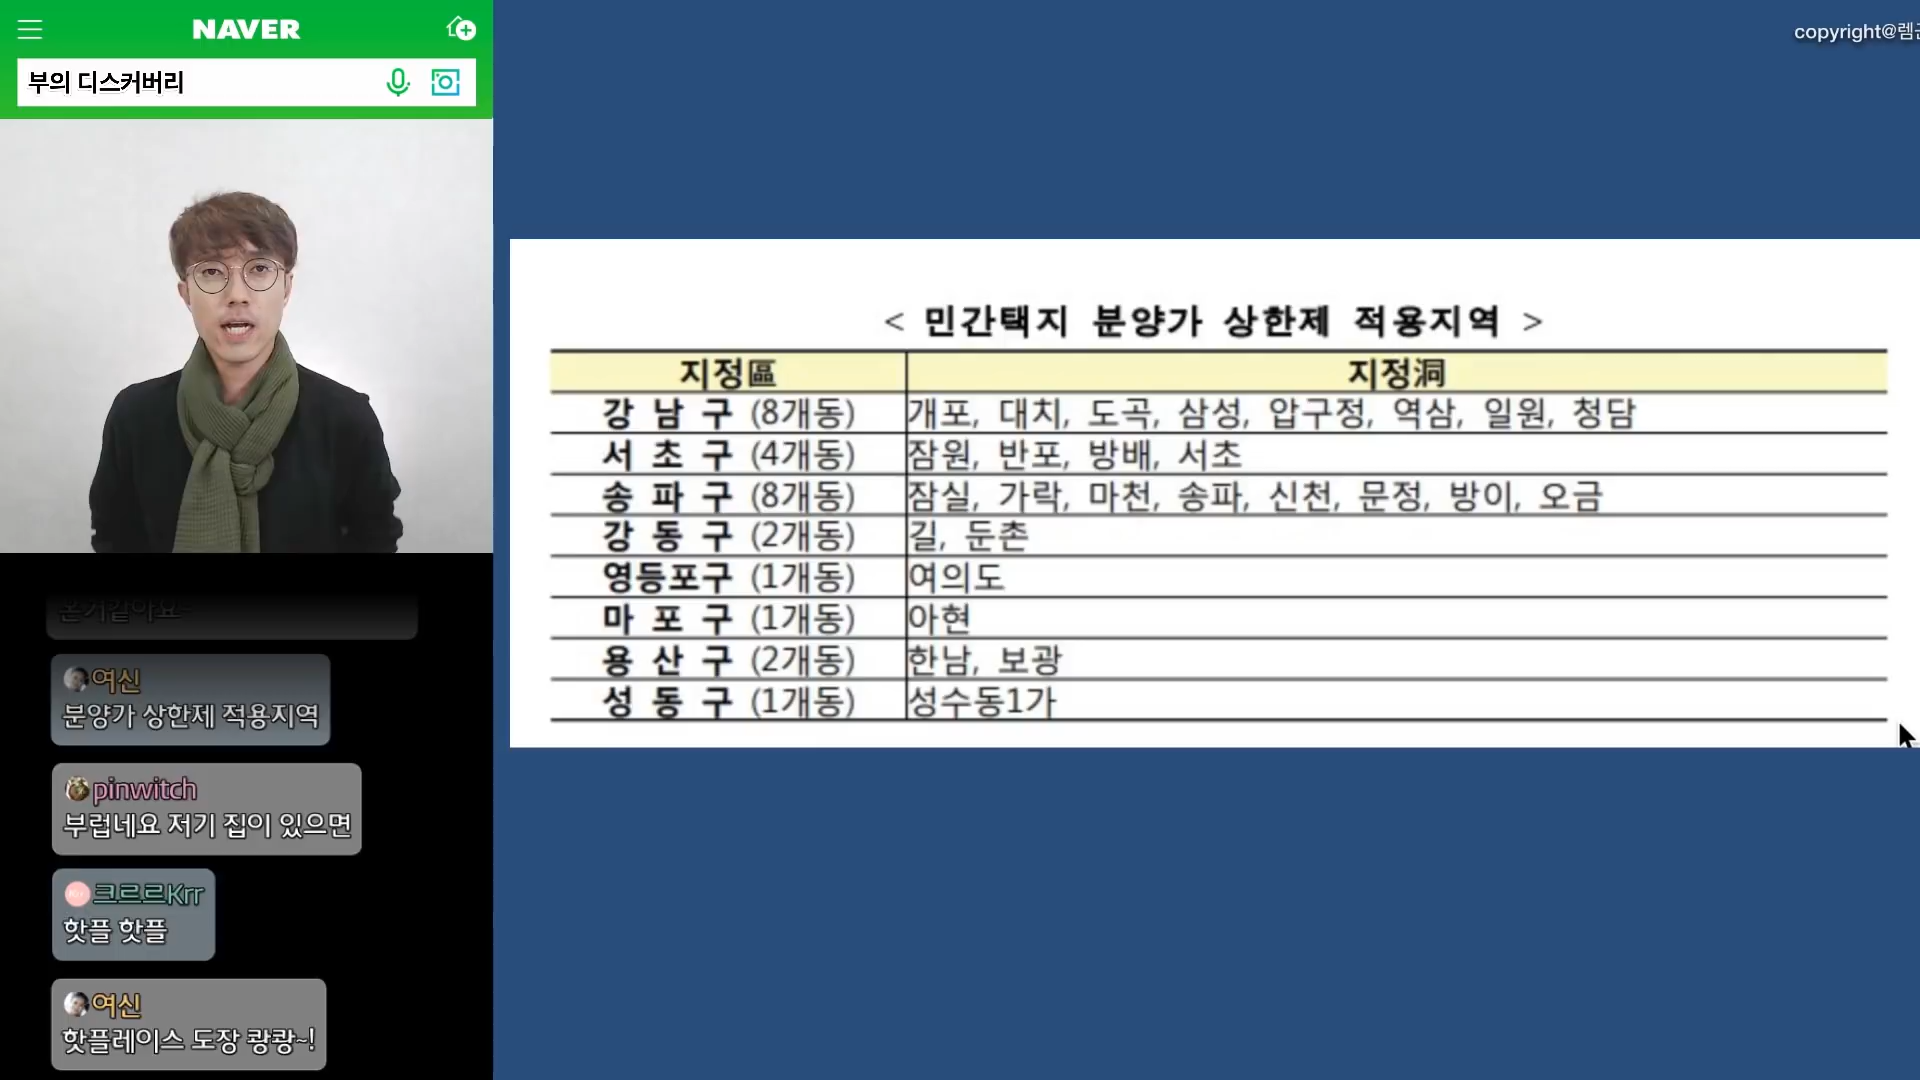 NAVER
부의 디스커버리
copyright@렘군
온거같아요~
여신
분양가 상한제 적용지역
pinwitch
부럽네요 저기 집이 있으면
크르르Krr
핫플 핫플
여신
핫플레이스 도장 쾅쾅~!
< 민간택지 분양가 상한제 적용지역 >
지정區 지정洞
강 남 구 (8개동) 개포, 대치, 도곡, 삼성, 압구정, 역삼, 일원, 청담
서 초 구 (4개동) 잠원, 반포, 방배, 서초
송 파 구 (8개동) 잠실, 가락, 마천, 송파, 신천, 문정, 방이, 오금
강 동 구 (2개동) 길, 둔촌
영등포구 (1개동) 여의도
마 포 구 (1개동) 아현
용 산 구 (2개동) 한남, 보광
성 동 구 (1개동) 성수동1가